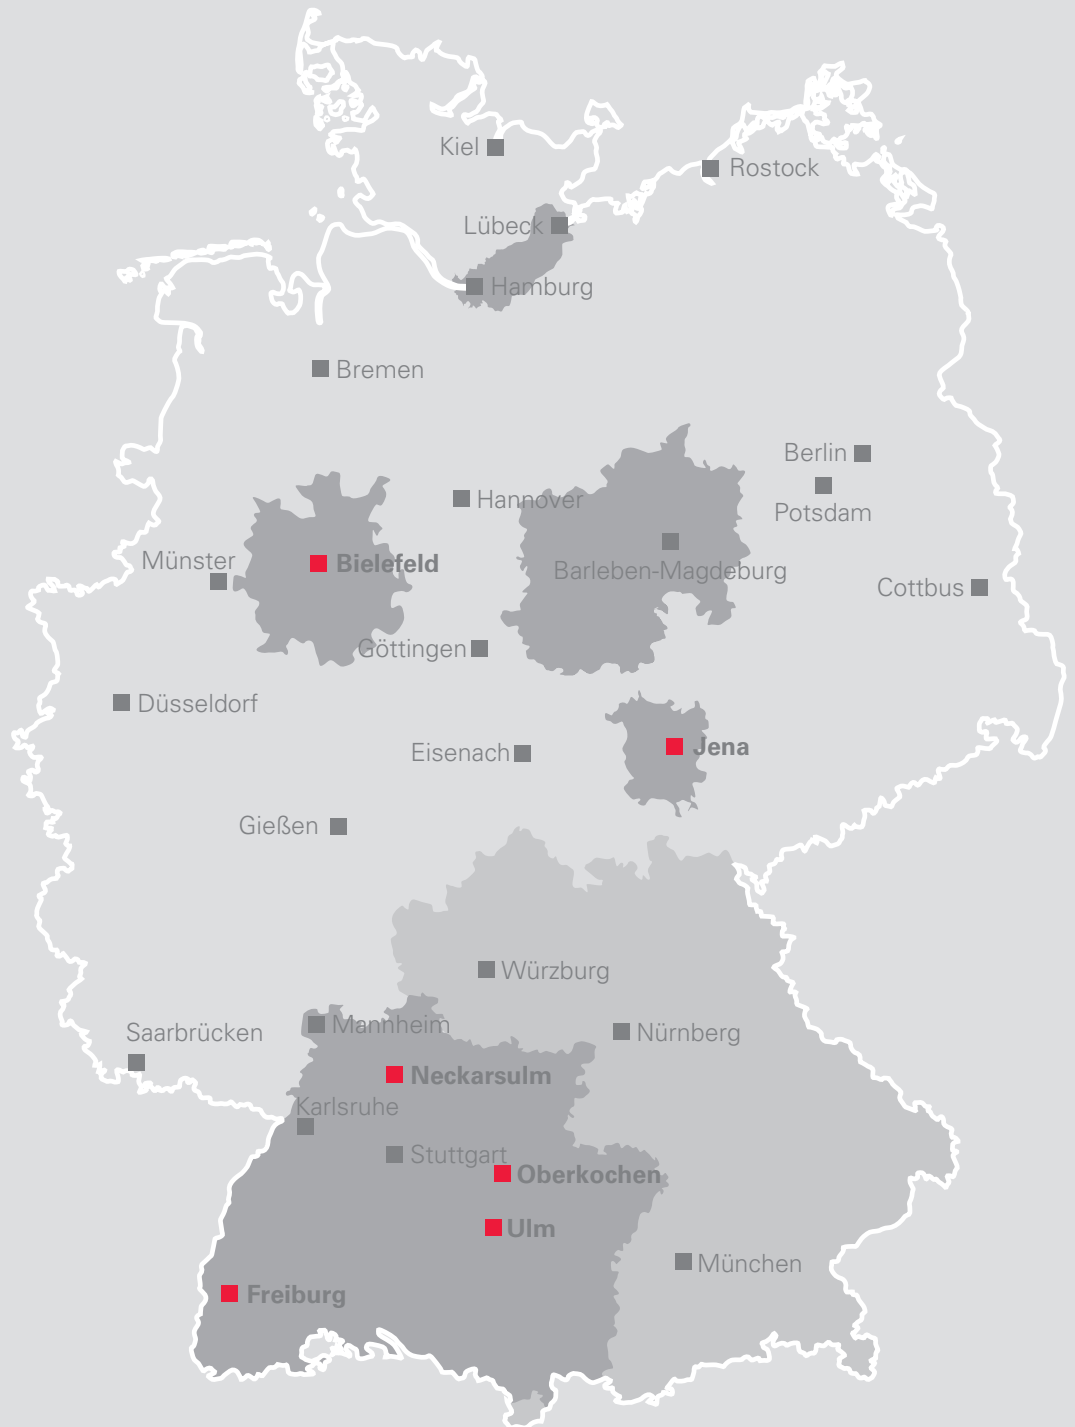 Kiel
Rostock
Lübeck
Hamburg
Bremen
Berlin
Hannover
Potsdam
Münster
Bielefeld
Barleben-Magdeburg
Cottbus
Göttingen
Düsseldorf
Eisenach
Jena
Gießen
Würzburg
Saarbrücken
Mannheim
Nürnberg
Neckarsulm
Karlsruhe
Stuttgart
Oberkochen
Ulm
München
Freiburg